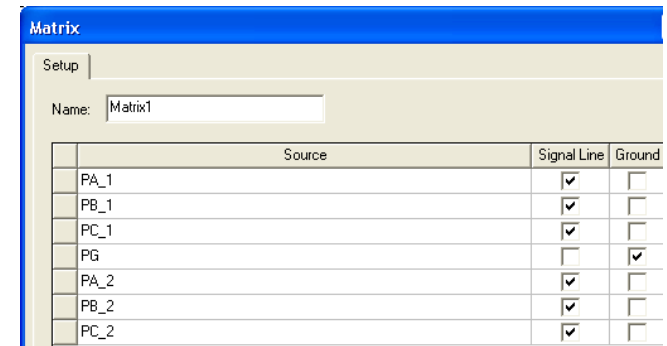 Matrix
Setup
Name: Matrix1
Source Signal Line Ground
PA_1
PB_1
PC_1
PG
PA_2
PB_2
PC_2